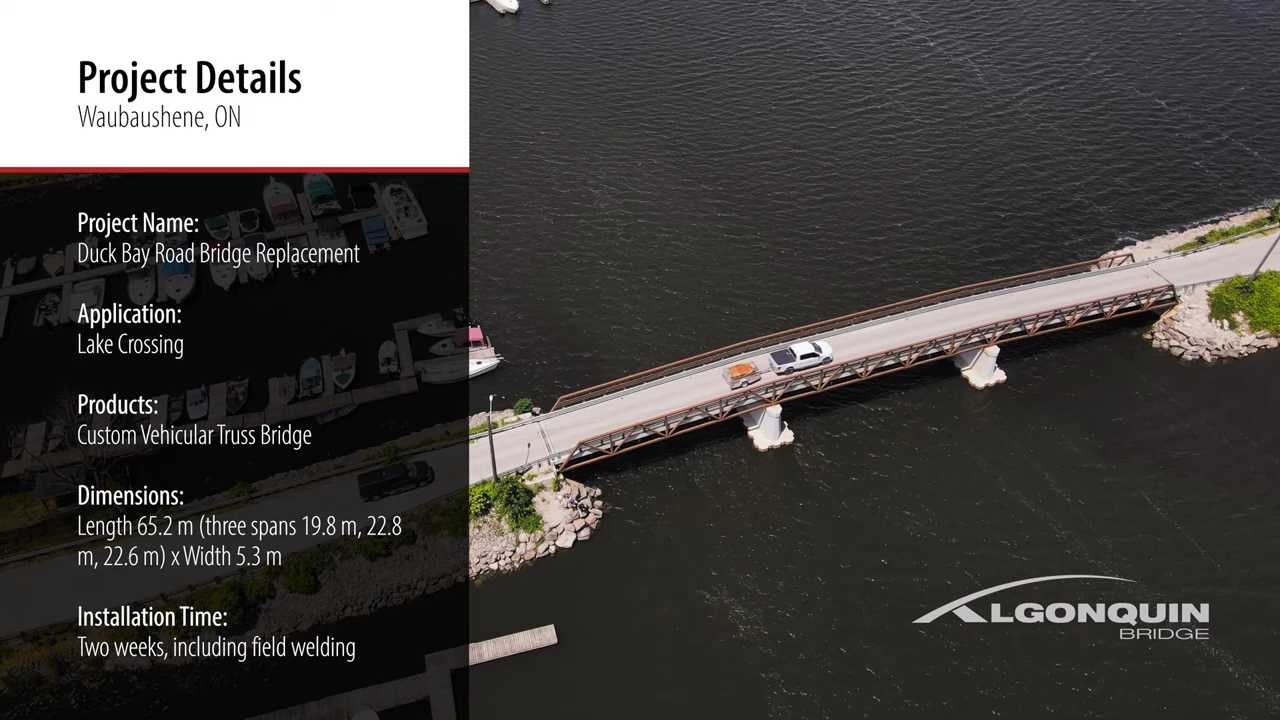 Project Details
Waubaushene, ON
Project Name:
Duck Bay Road Bridge Replacement
Application:
Lake Crossing
Products:
Custom Vehicular Truss Bridge
Dimensions:
Length 65.2 m (three spans 19.8 m, 22.8
m, 22.6 m) x Width 5.3 m
Installation Time:
Two weeks, including field welding
ALGONQUIN
BRIDGE